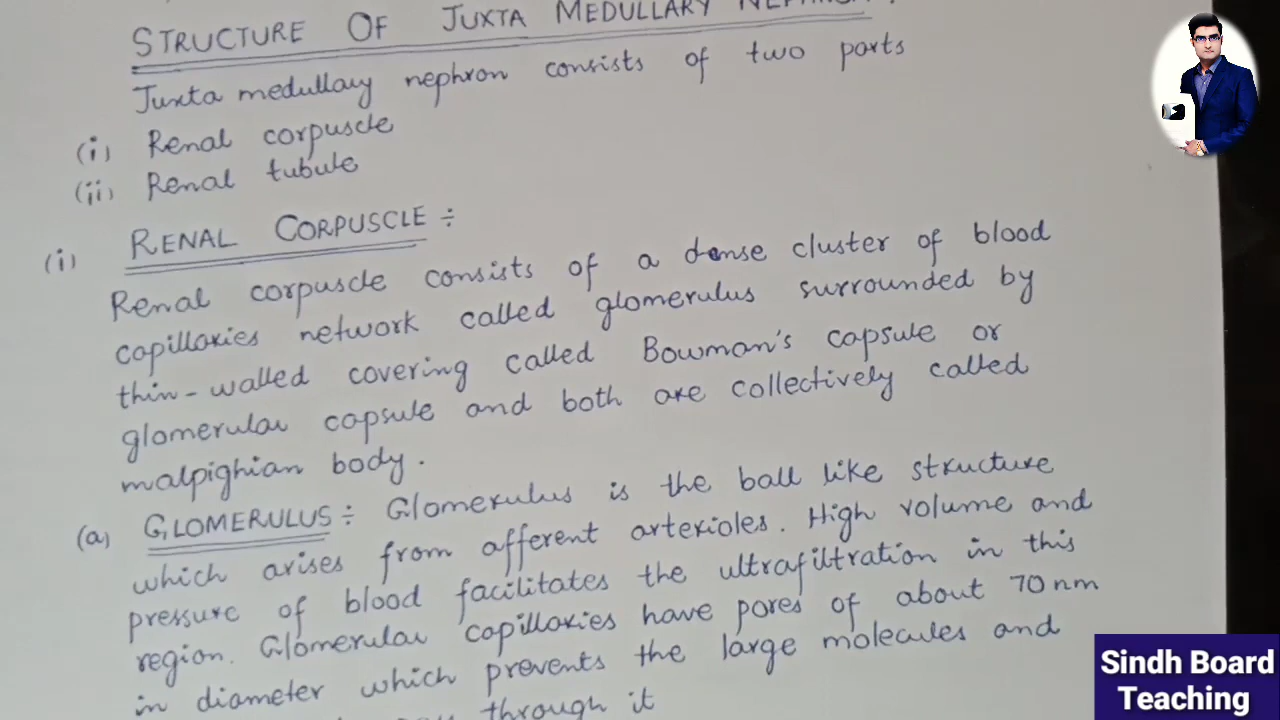 STRUCTURE OF JUXTA MEDULLARY NEPHRON :
Juxta medullary nephron consists of two parts
(i) Renal corpuscle
(ii) Renal tubule
(i) RENAL CORPUSCLE ÷
Renal corpuscle consists of a dense cluster of blood
capillaries network called glomerulus surrounded by
thin-walled covering called Bowman's capsule or
glomerular capsule and both are collectively called
malpighian body.
(a) GLOMERULUS ÷ Glomerulus is the ball like structure
which arises from afferent arterioles. High volume and
pressure of blood facilitates the ultrafiltration in this
region. Glomerular capillaries have pores of about 70nm
in diameter which prevents the large molecules and
through it
Sindh Board
Teaching